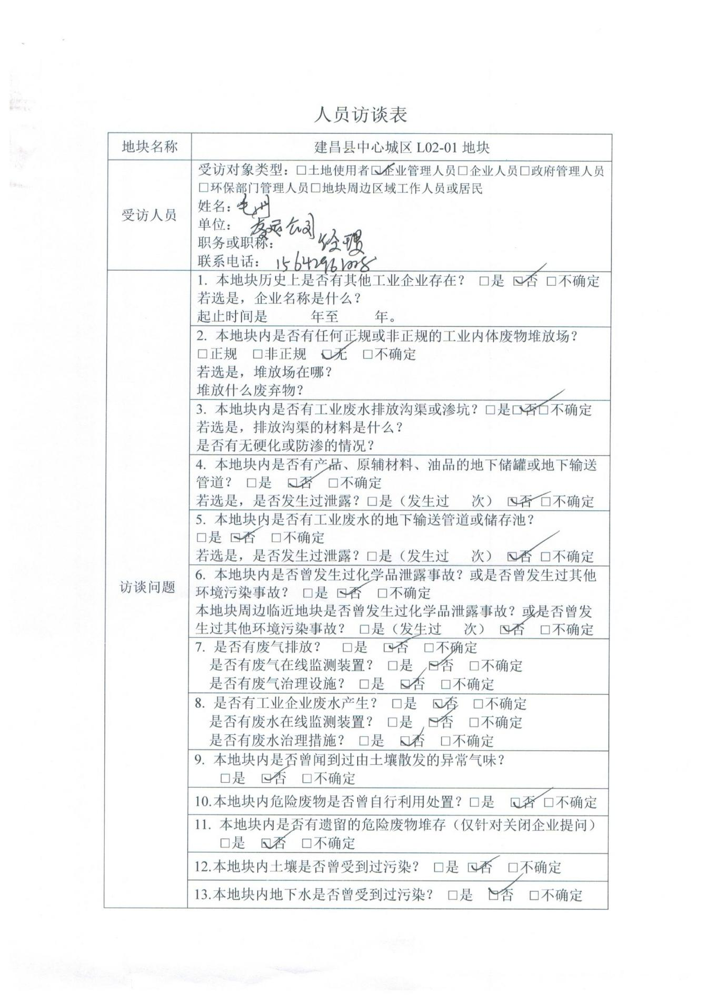 人员访谈表
地块名称
建昌县中心城区 L02-01 地块
受访人员
受访对象类型：□土地使用者☑企业管理人员□企业人员□政府管理人员
□环保部门管理人员□地块周边区域工作人员或居民
姓名：
单位： 公司
职务或职称： 经理
联系电话：
访谈问题
1. 本地块历史上是否有其他工业企业存在？ □是 ☑否 □不确定
若选是，企业名称是什么？
起止时间是 年至 年。
2. 本地块内是否有任何正规或非正规的工业内体废物堆放场？
□正规 □非正规 ☑无 □不确定
若选是，堆放场在哪？
堆放什么废弃物？
3. 本地块内是否有工业废水排放沟渠或渗坑？□是☑否□不确定
若选是，排放沟渠的材料是什么？
是否有无硬化或防渗的情况？
4. 本地块内是否有产品、原辅材料、油品的地下储罐或地下输送
管道？ □是 ☑否 □不确定
若选是，是否发生过泄露？□是（发生过 次） ☑否 □不确定
5. 本地块内是否有工业废水的地下输送管道或储存池？
□是 ☑否 □不确定
若选是，是否发生过泄露？□是（发生过 次） ☑否 □不确定
6. 本地块内是否曾发生过化学品泄露事故？或是否曾发生过其他
环境污染事故？ □是 ☑否 □不确定
本地块周边临近地块是否曾发生过化学品泄露事故？或是否曾发
生过其他环境污染事故？ □是（发生过 次） ☑否 □不确定
7. 是否有废气排放？ □是 ☑否 □不确定
是否有废气在线监测装置？ □是 ☑否 □不确定
是否有废气治理设施？ □是 ☑否 □不确定
8. 是否有工业企业废水产生？ □是 ☑否 □不确定
是否有废水在线监测装置？ □是 ☑否 □不确定
是否有废水治理措施？ □是 ☑否 □不确定
9. 本地块内是否曾闻到过由土壤散发的异常气味？
□是 ☑否 □不确定
10.本地块内危险废物是否曾自行利用处置？□是 ☑否 □不确定
11. 本地块内是否有遗留的危险废物堆存（仅针对关闭企业提问）
□是 ☑否 □不确定
12.本地块内土壤是否曾受到过污染？ □是 ☑否 □不确定
13.本地块内地下水是否曾受到过污染？ □是 ☑否 □不确定